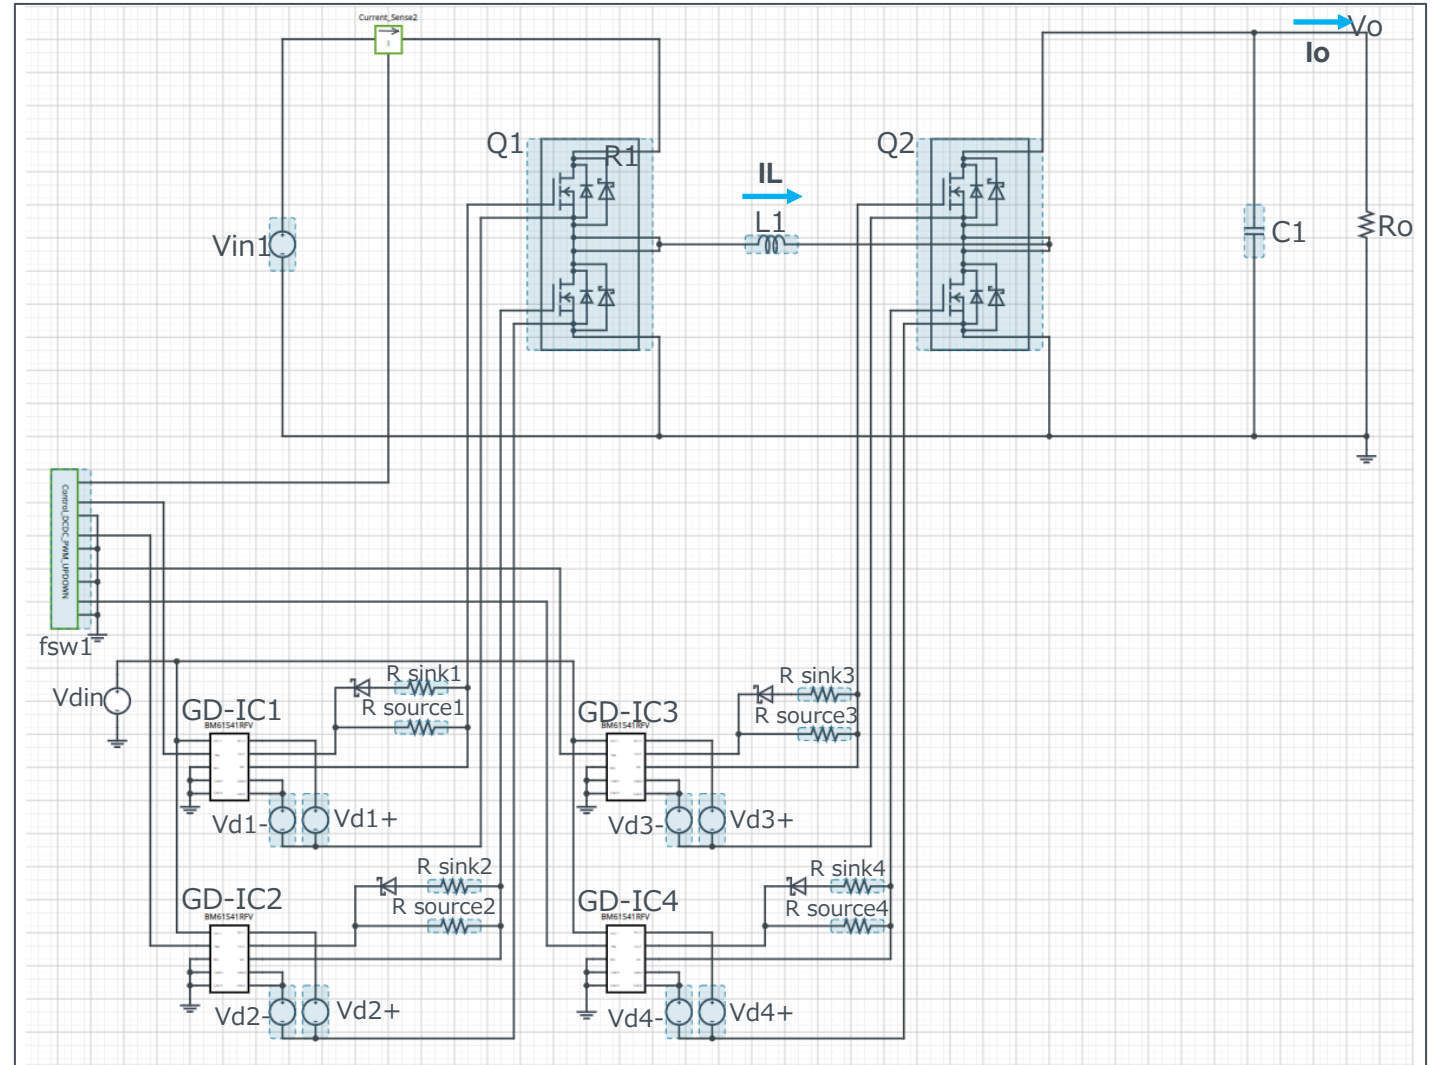 Current_Sense2
Vo
Io
Q1
R1
Q2
IL
L1
Vin1
C1
Ro
Control_DCDC_PWM_UPDOWN
fsw1
Vdin
R sink1
R source1
GD-IC1
BM61S41RFV
Vd1-
Vd1+
R sink3
R source3
GD-IC3
BM61S41RFV
Vd3-
Vd3+
R sink2
R source2
GD-IC2
BM61S41RFV
Vd2-
Vd2+
R sink4
R source4
GD-IC4
BM61S41RFV
Vd4-
Vd4+